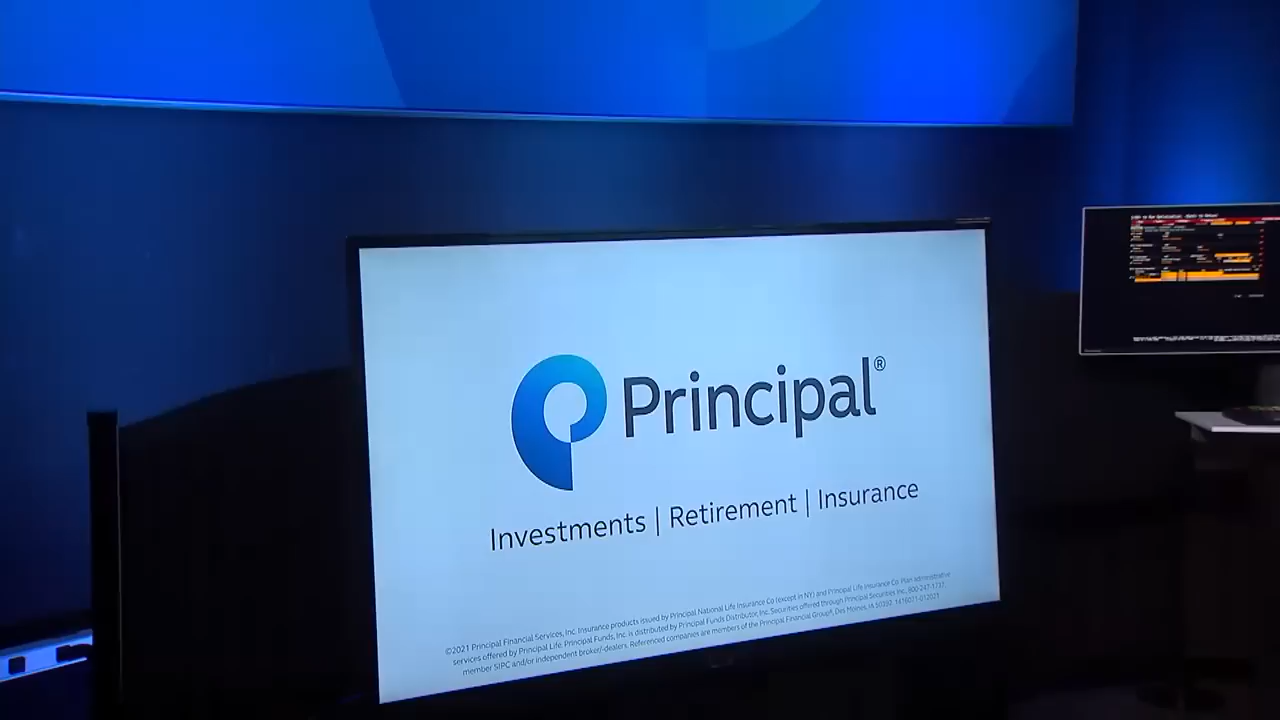 Principal®
Investments | Retirement | Insurance
©2021 Principal Financial Services, Inc. Insurance products issued by Principal National Life Insurance Co (except in NY) and Principal Life Insurance Co. Plan administrative
services offered by Principal Life. Principal Funds, Inc. is distributed by Principal Funds Distributor, Inc. Securities offered through Principal Securities, Inc., 800-247-1737,
member SIPC and/or independent broker/-dealers. Referenced companies are members of the Principal Financial Group®, Des Moines, IA 50392.